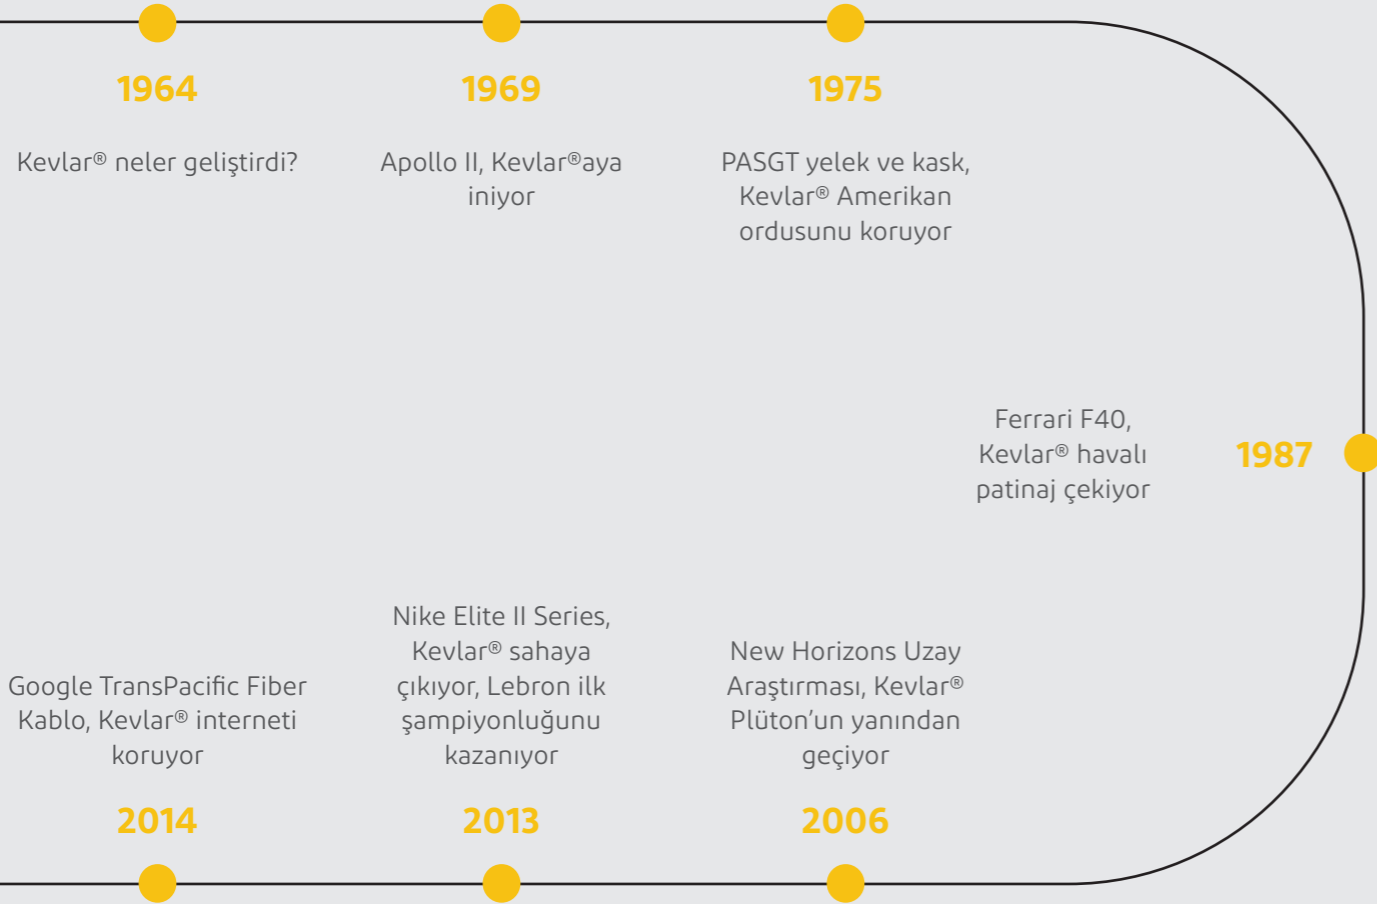 1964
Kevlar® neler geliştirdi?
1969
Apollo II, Kevlar®aya
iniyor
1975
PASGT yelek ve kask,
Kevlar® Amerikan
ordusunu koruyor
Ferrari F40,
Kevlar® havalı
patinaj çekiyor
1987
New Horizons Uzay
Araştırması, Kevlar®
Plüton’un yanından
geçiyor
2006
Nike Elite II Series,
Kevlar® sahaya
çıkıyor, Lebron ilk
şampiyonluğunu
kazanıyor
2013
Google TransPacific Fiber
Kablo, Kevlar® interneti
koruyor
2014